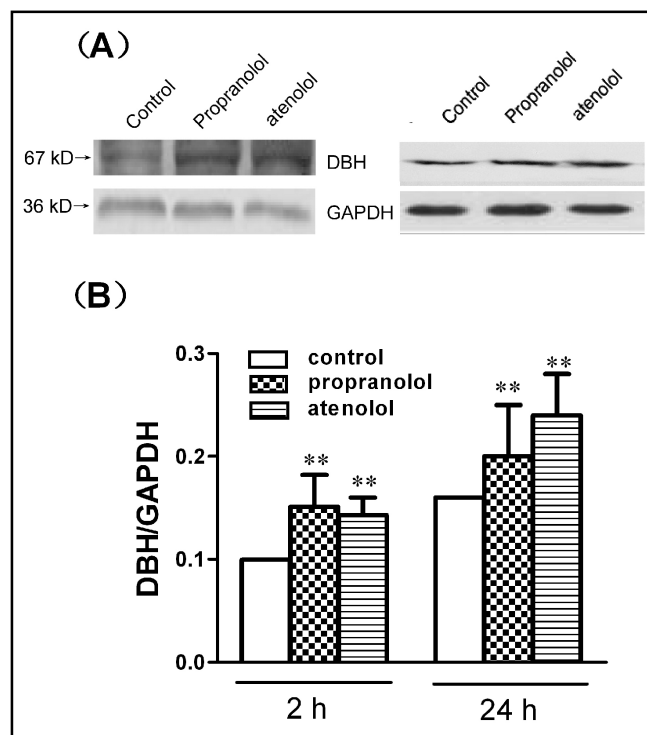 (A)
Control Propranolol atenolol
Control Propranolol atenolol
67 kD→ DBH
36 kD→ GAPDH
(B)
DBH/GAPDH
0.3
0.2
0.1
0.0
control
propranolol
atenolol
** ** ** **
2 h 24 h